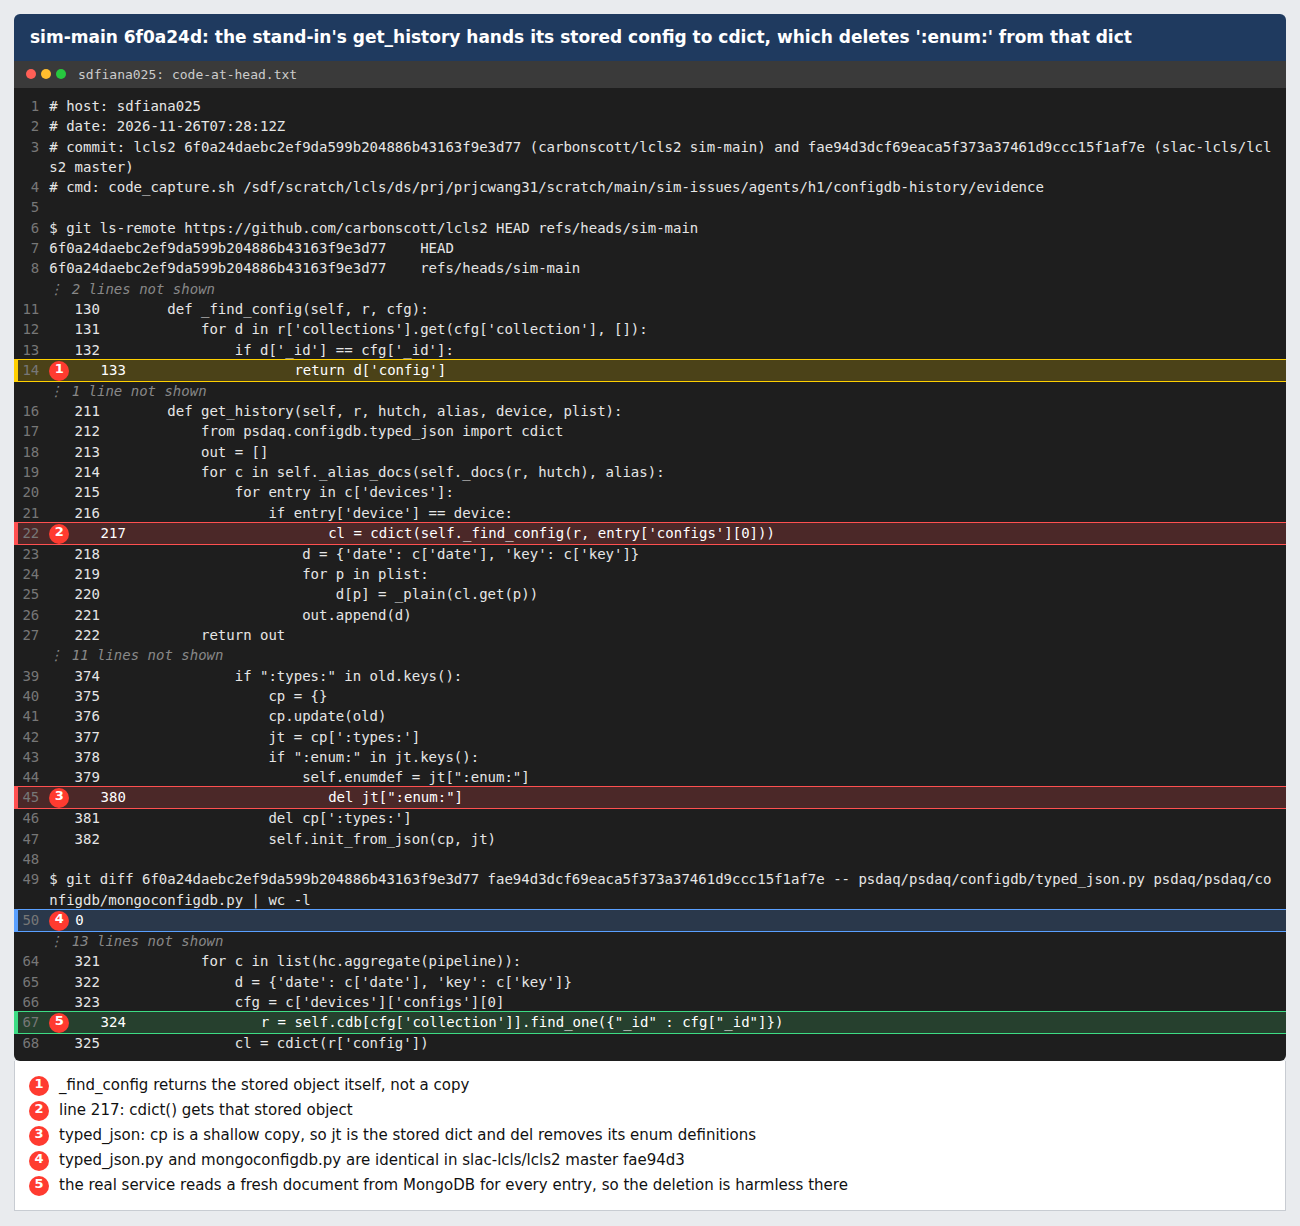 sim-main 6f0a24d: the stand-in's get_history hands its stored config to cdict, which deletes ':enum:' from that dict
sdfiana025: code-at-head.txt
1 # host: sdfiana025
2 # date: 2026-11-26T07:28:12Z
3 # commit: lcls2 6f0a24daebc2ef9da599b204886b43163f9e3d77 (carbonscott/lcls2 sim-main) and fae94d3dcf69eaca5f373a37461d9ccc15f1af7e (slac-lcls/lcl
s2 master)
4 # cmd: code_capture.sh /sdf/scratch/lcls/ds/prj/prjcwang31/scratch/main/sim-issues/agents/h1/configdb-history/evidence
5
6 $ git ls-remote https://github.com/carbonscott/lcls2 HEAD refs/heads/sim-main
7 6f0a24daebc2ef9da599b204886b43163f9e3d77    HEAD
8 6f0a24daebc2ef9da599b204886b43163f9e3d77    refs/heads/sim-main
⋮ 2 lines not shown
11    130        def _find_config(self, r, cfg):
12    131            for d in r['collections'].get(cfg['collection'], []):
13    132                if d['_id'] == cfg['_id']:
14 1    133                    return d['config']
⋮ 1 line not shown
16    211        def get_history(self, r, hutch, alias, device, plist):
17    212            from psdaq.configdb.typed_json import cdict
18    213            out = []
19    214            for c in self._alias_docs(self._docs(r, hutch), alias):
20    215                for entry in c['devices']:
21    216                    if entry['device'] == device:
22 2    217                        cl = cdict(self._find_config(r, entry['configs'][0]))
23    218                        d = {'date': c['date'], 'key': c['key']}
24    219                        for p in plist:
25    220                            d[p] = _plain(cl.get(p))
26    221                        out.append(d)
27    222            return out
⋮ 11 lines not shown
39    374                if ":types:" in old.keys():
40    375                    cp = {}
41    376                    cp.update(old)
42    377                    jt = cp[':types:']
43    378                    if ":enum:" in jt.keys():
44    379                        self.enumdef = jt[":enum:"]
45 3    380                        del jt[":enum:"]
46    381                    del cp[':types:']
47    382                    self.init_from_json(cp, jt)
48
49 $ git diff 6f0a24daebc2ef9da599b204886b43163f9e3d77 fae94d3dcf69eaca5f373a37461d9ccc15f1af7e -- psdaq/psdaq/configdb/typed_json.py psdaq/psdaq/co
nfigdb/mongoconfigdb.py | wc -l
50 4 0
⋮ 13 lines not shown
64    321            for c in list(hc.aggregate(pipeline)):
65    322                d = {'date': c['date'], 'key': c['key']}
66    323                cfg = c['devices']['configs'][0]
67 5    324                r = self.cdb[cfg['collection']].find_one({"_id" : cfg["_id"]})
68    325                cl = cdict(r['config'])
1 _find_config returns the stored object itself, not a copy
2 line 217: cdict() gets that stored object
3 typed_json: cp is a shallow copy, so jt is the stored dict and del removes its enum definitions
4 typed_json.py and mongoconfigdb.py are identical in slac-lcls/lcls2 master fae94d3
5 the real service reads a fresh document from MongoDB for every entry, so the deletion is harmless there